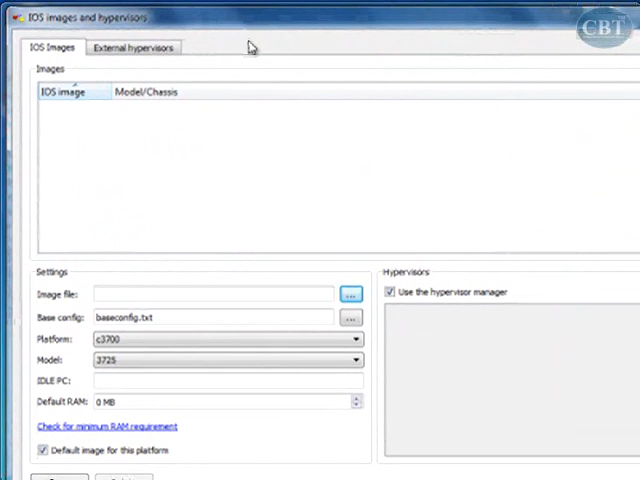 IOS images and hypervisors
CBT
IOS Images
External hypervisors
Images
IOS image
Model/Chassis
Settings
Image file:
...
Base config:
baseconfig.txt
...
Platform:
c3700
Model:
3725
IDLE PC:
Default RAM:
0 MB
Check for minimum RAM requirement
Default image for this platform
Hypervisors
Use the hypervisor manager